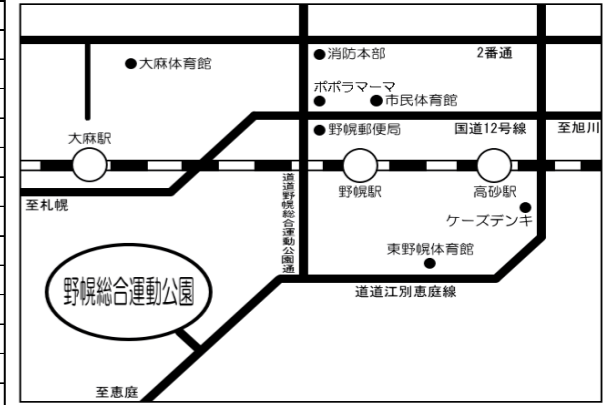 消防本部
2番通
大麻体育館
ポポラマーマ
市民体育館
大麻駅
野幌郵便局
国道12号線
至旭川
至札幌
道道野幌総合運動公園通
野幌駅
高砂駅
ケーズデンキ
東野幌体育館
野幌総合運動公園
道道江別恵庭線
至恵庭